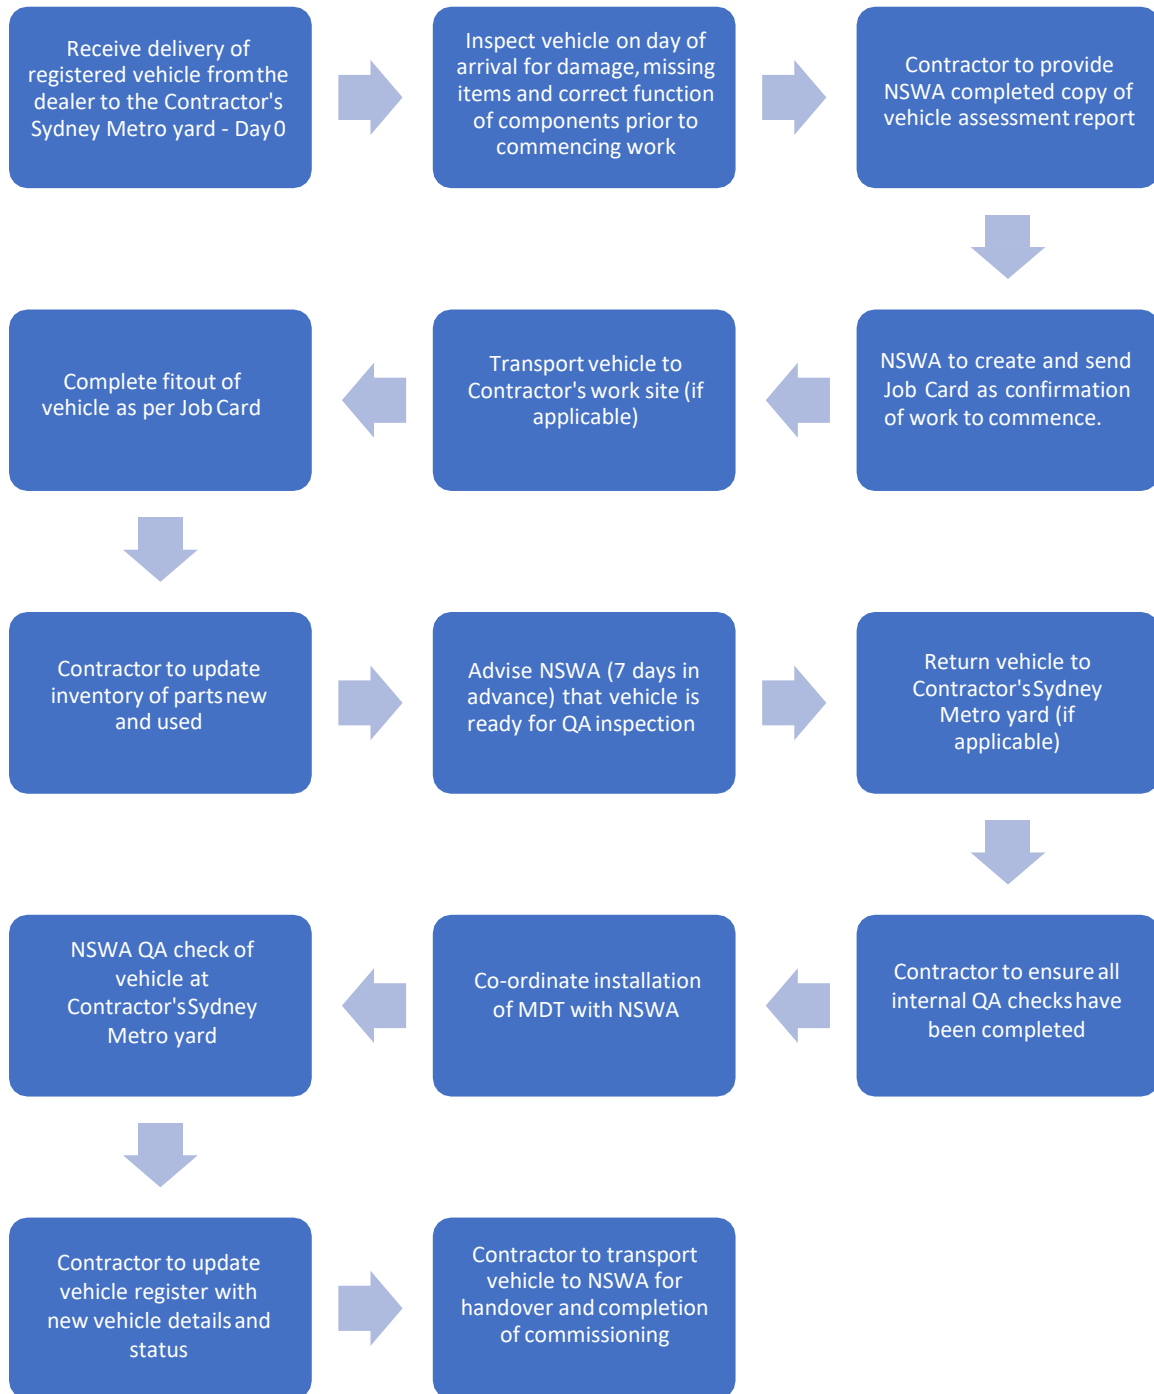 Receive delivery of
registered vehicle from the
dealer to the Contractor's
Sydney Metro yard - Day 0
Inspect vehicle on day of
arrival for damage, missing
items and correct function
of components prior to
commencing work
Contractor to provide
NSWA completed copy of
vehicle assessment report
NSWA to create and send
Job Card as confirmation
of work to commence.
Transport vehicle to
Contractor's work site (if
applicable)
Complete fitout of
vehicle as per Job Card
Contractor to update
inventory of parts new
and used
Advise NSWA (7 days in
advance) that vehicle is
ready for QA inspection
Return vehicle to
Contractor's Sydney
Metro yard (if
applicable)
Contractor to ensure all
internal QA checks have
been completed
Co-ordinate installation
of MDT with NSWA
NSWA QA check of
vehicle at
Contractor's Sydney
Metro yard
Contractor to update
vehicle register with
new vehicle details and
status
Contractor to transport
vehicle to NSWA for
handover and completion
of commissioning